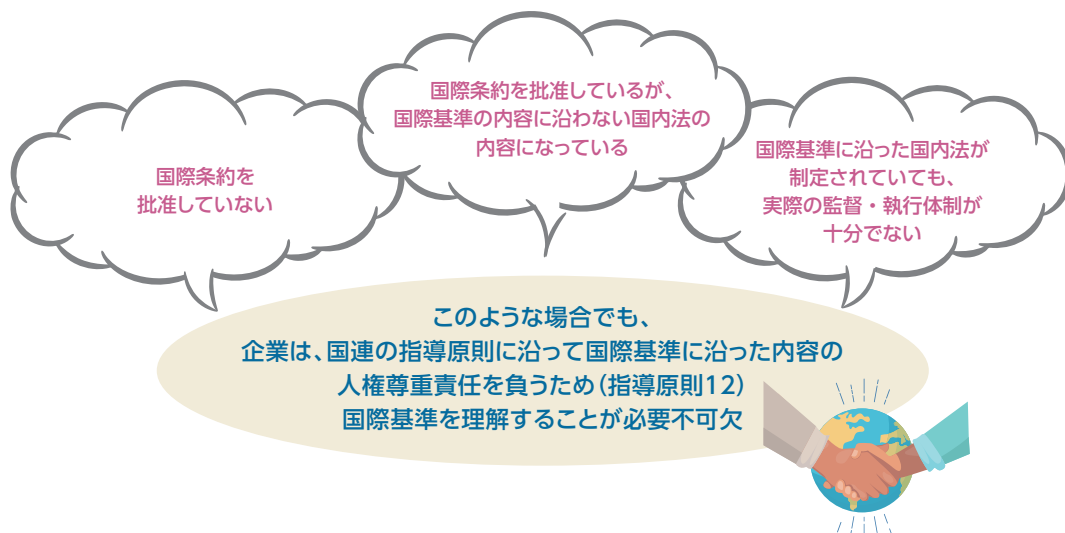 国際条約を
批准していない
国際条約を批准しているが、
国際基準の内容に沿わない国内法の
内容になっている
国際基準に沿った国内法が
制定されていても、
実際の監督・執行体制が
十分でない
このような場合でも、
企業は、国連の指導原則に沿って国際基準に沿った内容の
人権尊重責任を負うため(指導原則12)
国際基準を理解することが必要不可欠